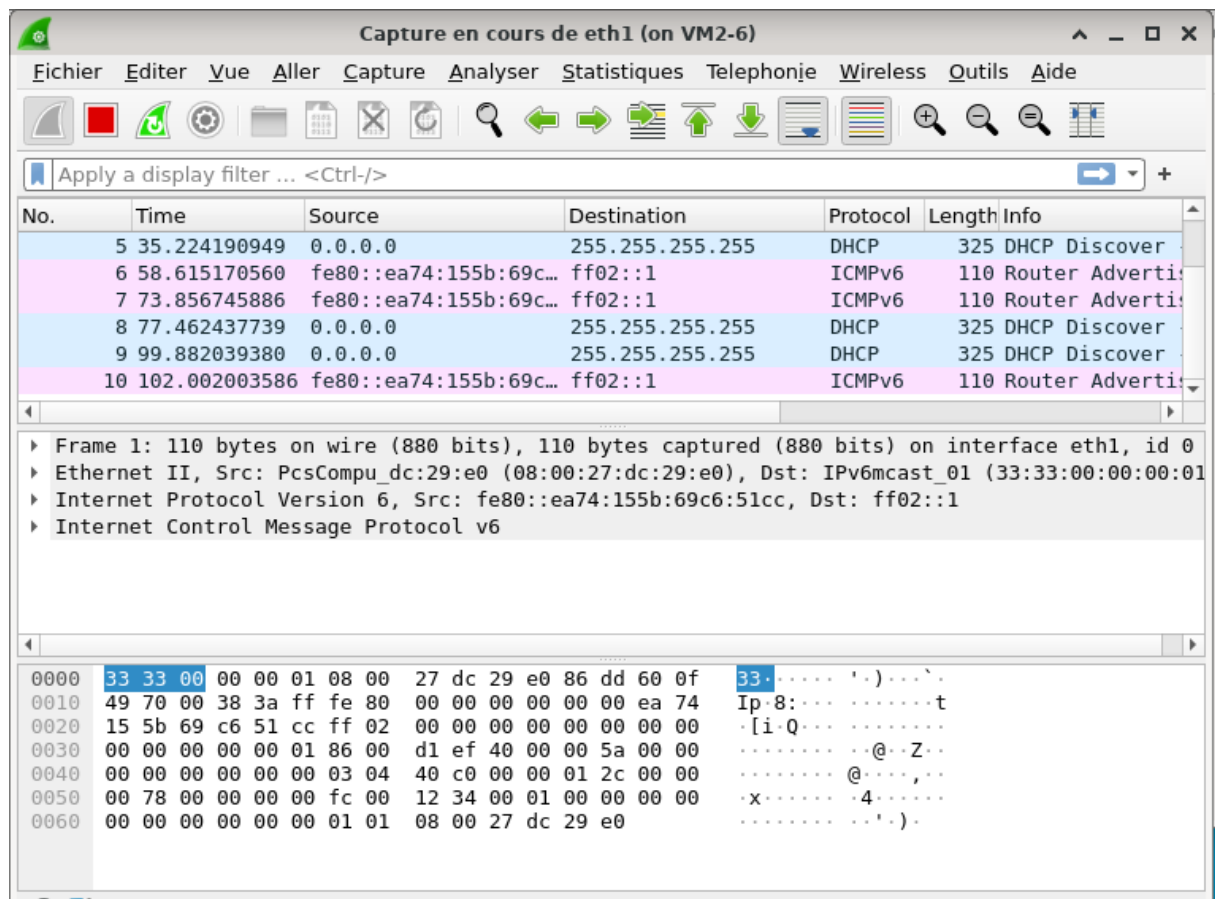 Capture en cours de eth1 (on VM2-6)
Fichier Editer Vue Aller Capture Analyser Statistiques Telephonie Wireless Outils Aide
Apply a display filter … <Ctrl-/>
No. Time Source Destination Protocol Length Info
5 35.224190949 0.0.0.0 255.255.255.255 DHCP 325 DHCP Discover
6 58.615170560 fe80::ea74:155b:69c… ff02::1 ICMPv6 110 Router Advertis
7 73.856745886 fe80::ea74:155b:69c… ff02::1 ICMPv6 110 Router Advertis
8 77.462437739 0.0.0.0 255.255.255.255 DHCP 325 DHCP Discover
9 99.882039380 0.0.0.0 255.255.255.255 DHCP 325 DHCP Discover
10 102.002003586 fe80::ea74:155b:69c… ff02::1 ICMPv6 110 Router Advertis
Frame 1: 110 bytes on wire (880 bits), 110 bytes captured (880 bits) on interface eth1, id 0
Ethernet II, Src: PcsCompu_dc:29:e0 (08:00:27:dc:29:e0), Dst: IPv6mcast_01 (33:33:00:00:00:01
Internet Protocol Version 6, Src: fe80::ea74:155b:69c6:51cc, Dst: ff02::1
Internet Control Message Protocol v6
0000 33 33 00 00 00 01 08 00 27 dc 29 e0 86 dd 60 0f 33······ '·)···`·
0010 49 70 00 38 3a ff fe 80 00 00 00 00 00 00 ea 74 Ip·8:··· ·······t
0020 15 5b 69 c6 51 cc ff 02 00 00 00 00 00 00 00 00 ·[i·Q··· ········
0030 00 00 00 00 00 01 86 00 d1 ef 40 00 00 5a 00 00 ········ ··@··Z··
0040 00 00 00 00 00 00 03 04 40 c0 00 00 01 2c 00 00 ········ @····,··
0050 00 78 00 00 00 00 fc 00 12 34 00 01 00 00 00 00 ·x······ ·4······
0060 00 00 00 00 00 00 01 01 08 00 27 dc 29 e0 ········ ··'·)·